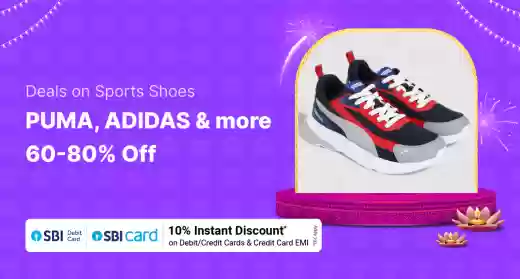 Deals on Sports Shoes
PUMA, ADIDAS & more
60-80% Off
SBI Debit Card
SBI card
10% Instant Discount*
on Debit/Credit Cards & Credit Card EMI